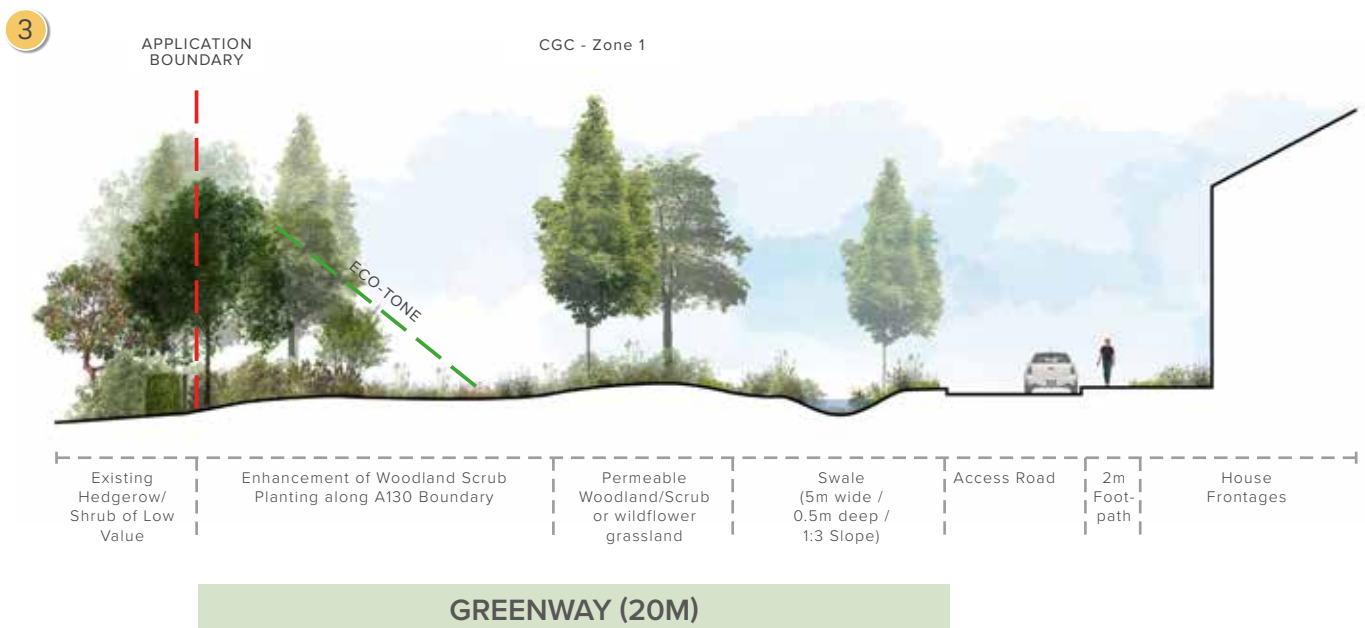 3
APPLICATION
BOUNDARY
CGC - Zone 1
ECO-TONE
Existing
Hedgerow/
Shrub of Low
Value
Enhancement of Woodland Scrub
Planting along A130 Boundary
Permeable
Woodland/Scrub
or wildflower
grassland
Swale
(5m wide /
0.5m deep /
1:3 Slope)
Access Road
2m
Foot-
path
House
Frontages
GREENWAY (20M)